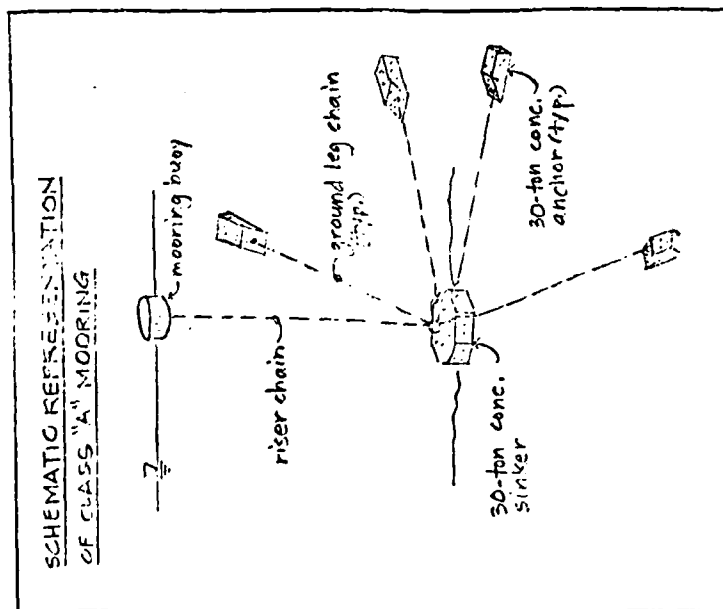 SCHEMATIC REPRESENTATION
OF CLASS "A" MOORING
mooring buoy
riser chain
ground leg chain
(typ.)
30-ton conc.
anchor (typ.)
30-ton conc.
sinker